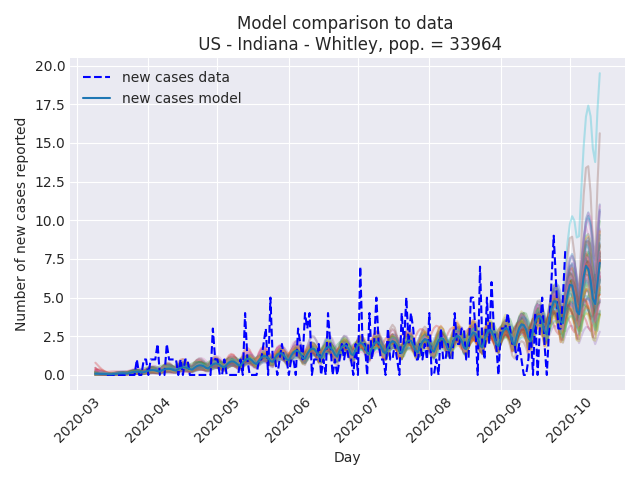 Model comparison to data
US - Indiana - Whitley, pop. = 33964
20.0
17.5
15.0
12.5
10.0
7.5
5.0
2.5
0.0
Number of new cases reported
new cases data
new cases model
2020-03
2020-04
2020-05
2020-06
2020-07
2020-08
2020-09
2020-10
Day